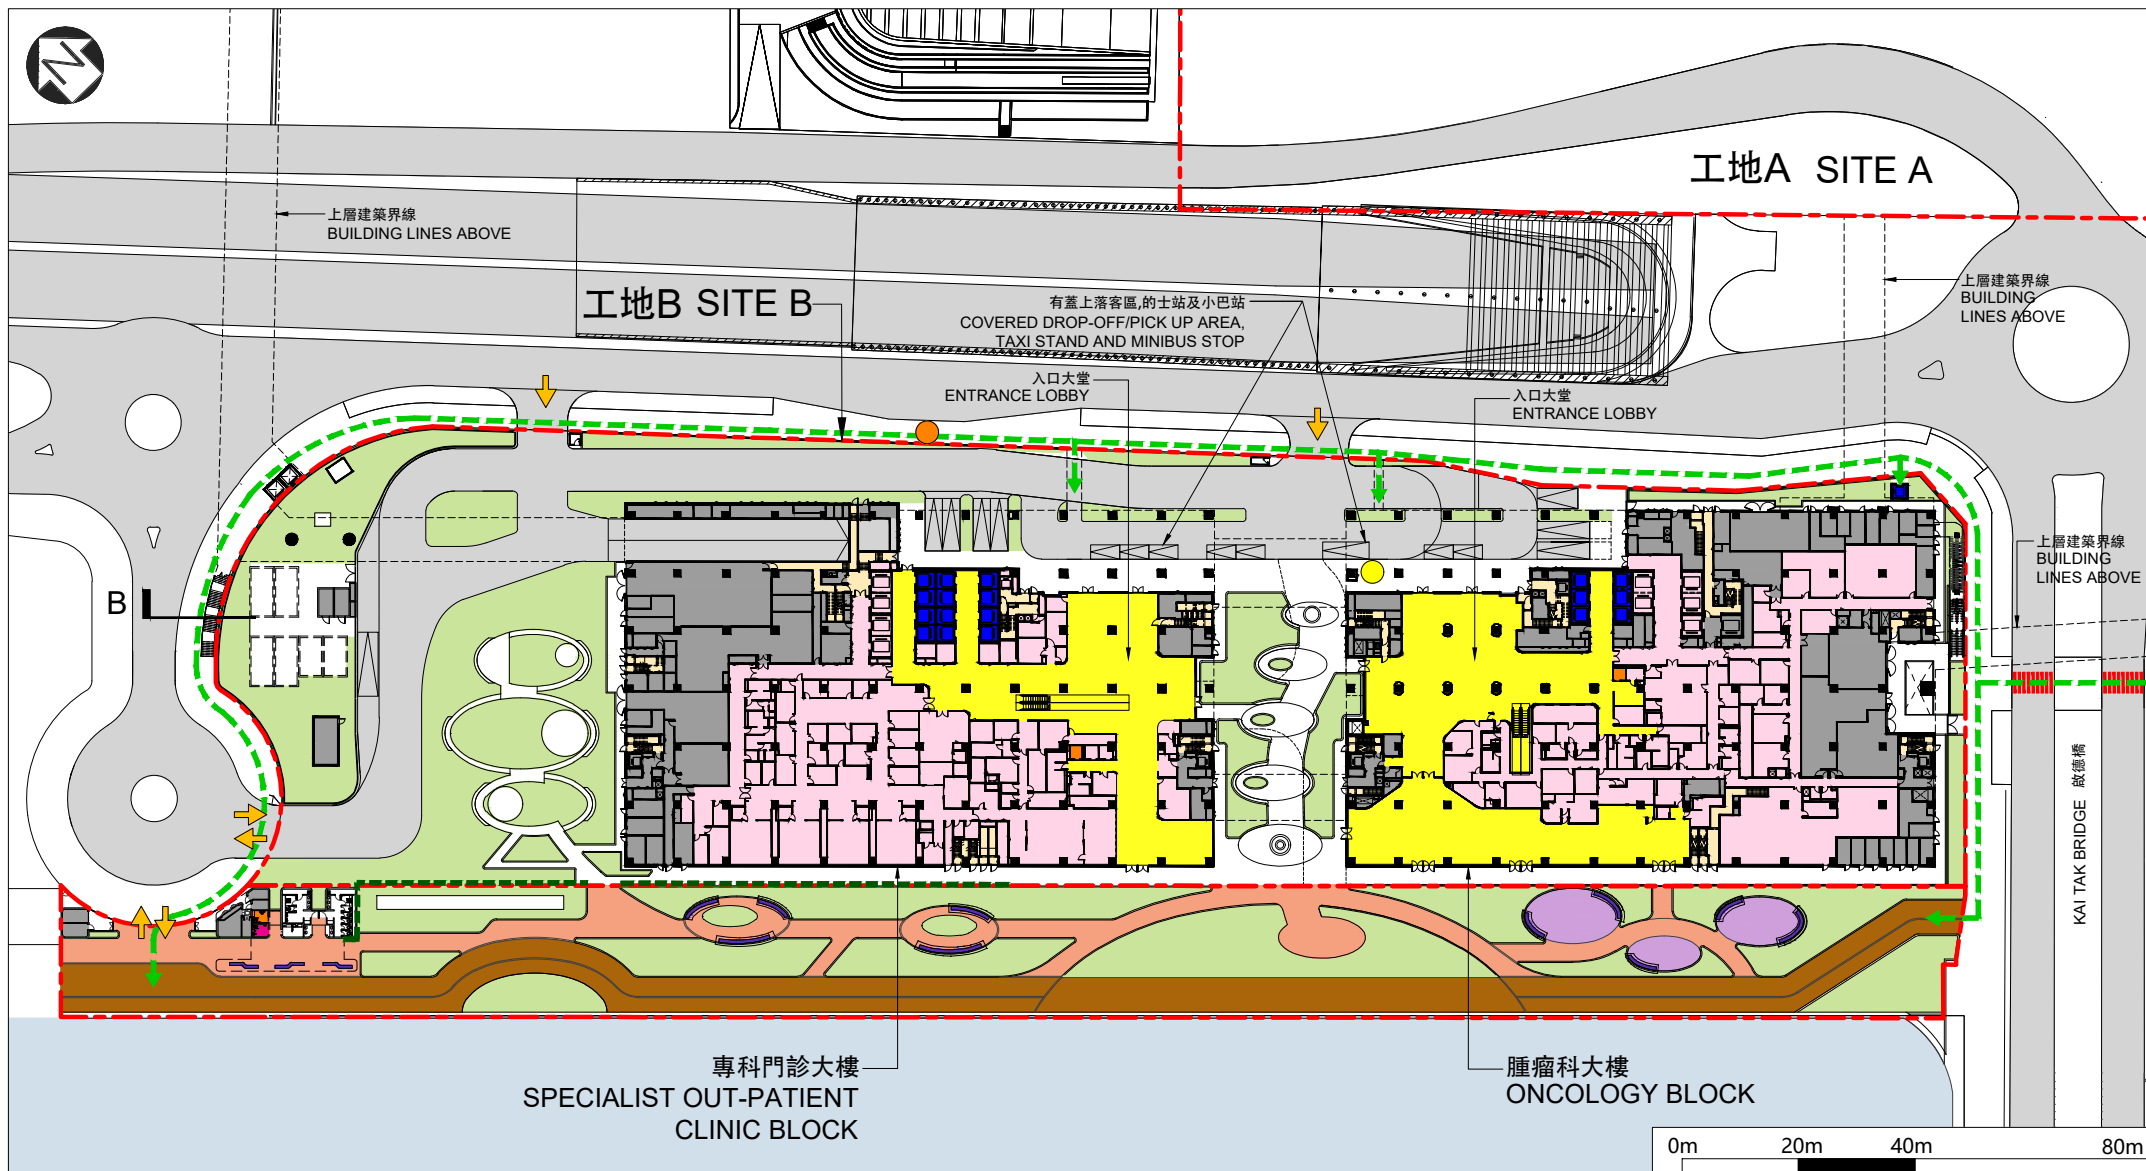 N
工地A SITE A
上層建築界線
BUILDING LINES ABOVE
工地B SITE B
有蓋上落客區,的士站及小巴站
COVERED DROP-OFF/PICK UP AREA,
TAXI STAND AND MINIBUS STOP
上層建築界線
BUILDING
LINES ABOVE
入口大堂
ENTRANCE LOBBY
入口大堂
ENTRANCE LOBBY
上層建築界線
BUILDING
LINES ABOVE
B
KAI TAK BRIDGE 啟德橋
專科門診大樓
SPECIALIST OUT-PATIENT
CLINIC BLOCK
腫瘤科大樓
ONCOLOGY BLOCK
0m 20m 40m 80m